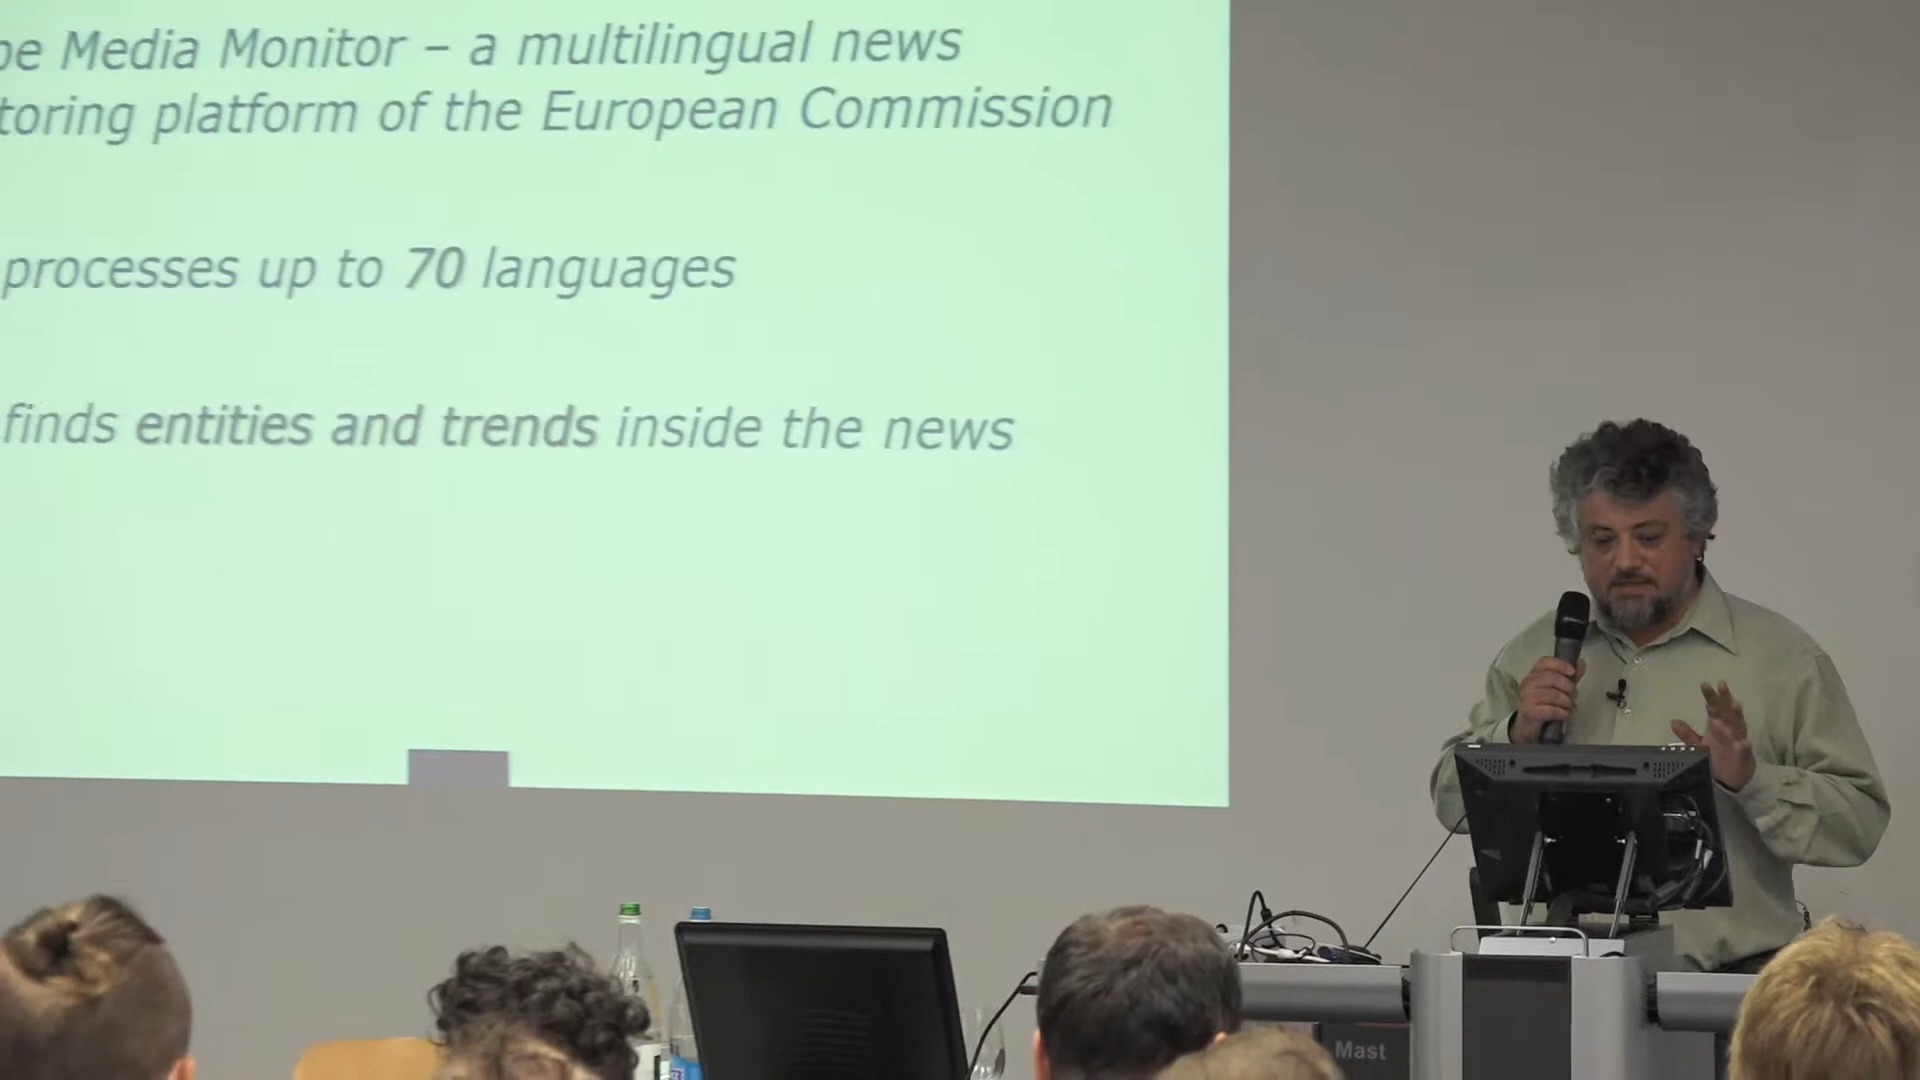 pe Media Monitor – a multilingual news
toring platform of the European Commission
processes up to 70 languages
finds entities and trends inside the news
Mast